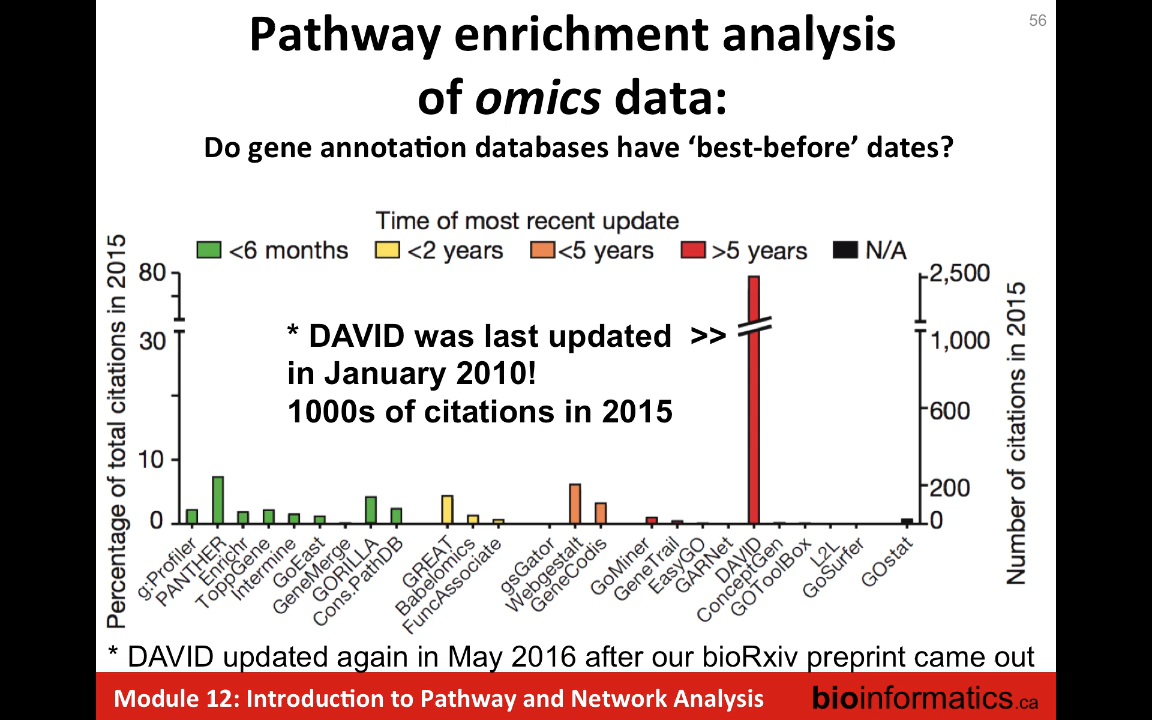 56
Pathway enrichment analysis
of omics data:
Do gene annotation databases have ‘best-before’ dates?
Time of most recent update
<6 months
<2 years
<5 years
>5 years
N/A
Percentage of total citations in 2015
80
30
10
0
* DAVID was last updated >>
in January 2010!
1000s of citations in 2015
2,500
1,000
600
200
0
Number of citations in 2015
g:Profiler
PANTHER
Enrichr
ToppGene
Intermine
GoEast
GeneMerge
GORILLA
Cons.PathDB
GREAT
Babelomics
FuncAssociate
gsGator
Webgestalt
GeneCodis
GoMiner
GeneTrail
EasyGO
GARNet
DAVID
ConceptGen
GOToolBox
L2L
GoSurfer
GOstat
* DAVID updated again in May 2016 after our bioRxiv preprint came out
Module 12: Introduction to Pathway and Network Analysis
bioinformatics.ca